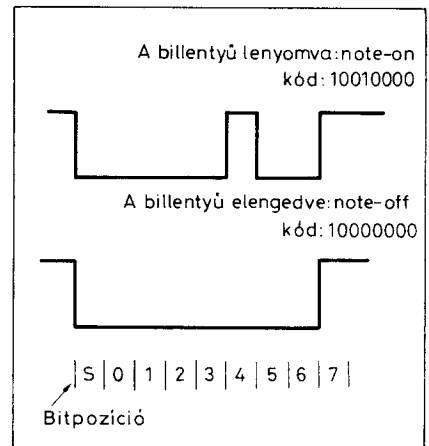 A billentyű lenyomva: note-on
kód: 10010000
A billentyű elengedve: note-off
kód: 10000000
S 0 1 2 3 4 5 6 7
Bitpozíció